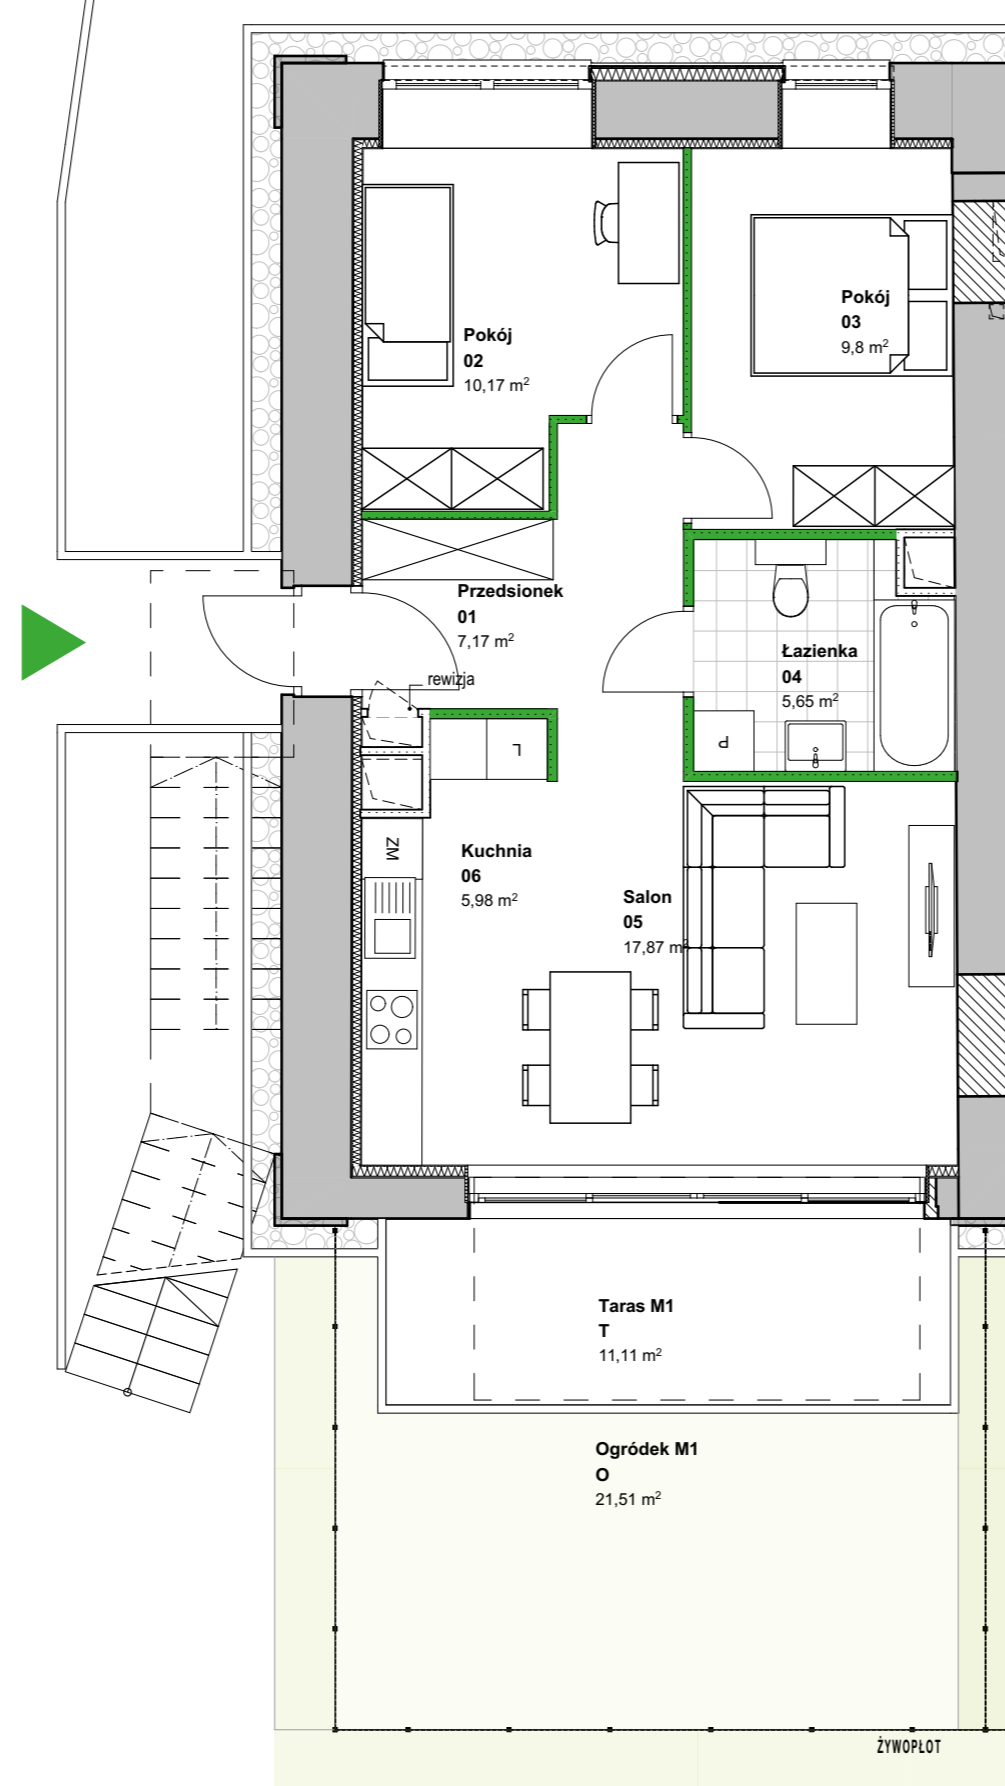 Pokój
02
10,17 m²
Pokój
03
9,8 m²
Przedsionek
01
7,17 m²
rewizja
Łazienka
04
5,65 m²
P
L
ZM
Kuchnia
06
5,98 m²
Salon
05
17,87 m²
Taras M1
T
11,11 m²
Ogródek M1
O
21,51 m²
ŻYWOPŁOT